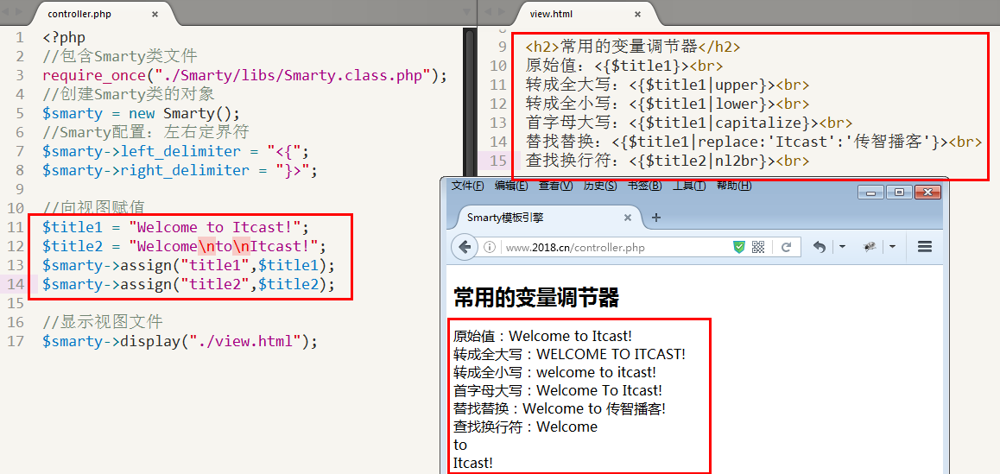 controller.php ×
1 <?php
2 //包含Smarty类文件
3 require_once("./Smarty/libs/Smarty.class.php");
4 //创建Smarty类的对象
5 $smarty = new Smarty();
6 //Smarty配置：左右定界符
7 $smarty->left_delimiter = "<{";
8 $smarty->right_delimiter = "}>";
9
10 //向视图赋值
11 $title1 = "Welcome to Itcast!";
12 $title2 = "Welcome\nto\nItcast!";
13 $smarty->assign("title1",$title1);
14 $smarty->assign("title2",$title2);
15
16 //显示视图文件
17 $smarty->display("./view.html");
view.html ×
9 <h2>常用的变量调节器</h2>
10 原始值：<{$title1}><br>
11 转成全大写：<{$title1|upper}><br>
12 转成全小写：<{$title1|lower}><br>
13 首字母大写：<{$title1|capitalize}><br>
14 替找替换：<{$title1|replace:'Itcast':'传智播客'}><br>
15 查找换行符：<{$title2|nl2br}><br>
文件(F) 编辑(E) 查看(V) 历史(S) 书签(B) 工具(T) 帮助(H)
Smarty模板引擎 × +
www.2018.cn/controller.php
常用的变量调节器
原始值：Welcome to Itcast!
转成全大写：WELCOME TO ITCAST!
转成全小写：welcome to itcast!
首字母大写：Welcome To Itcast!
替找替换：Welcome to 传智播客!
查找换行符：Welcome
to
Itcast!